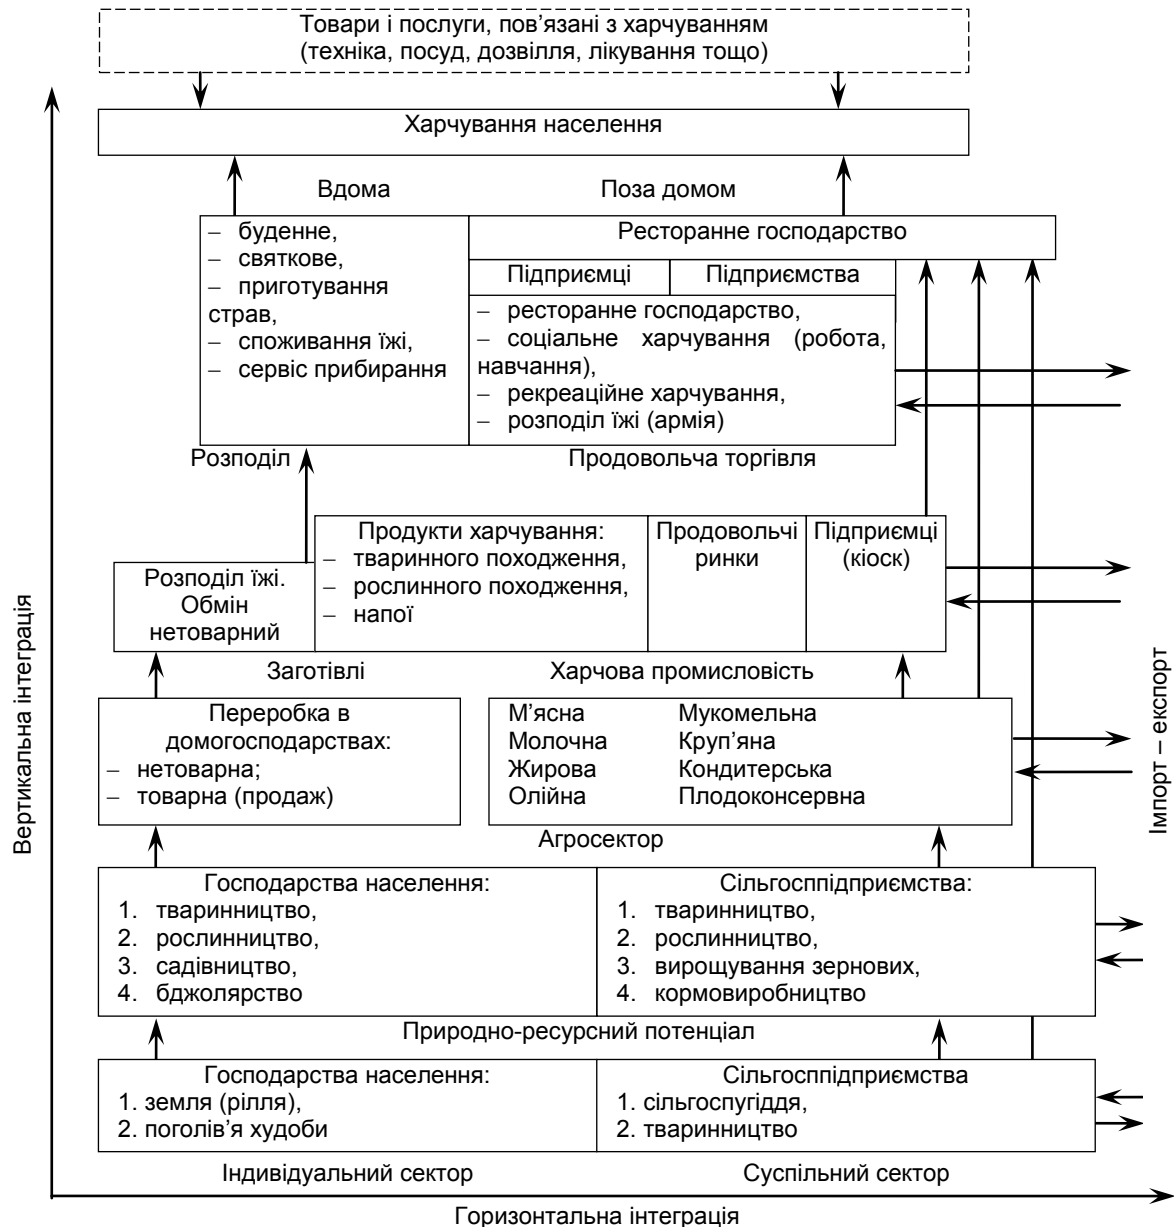 Товари і послуги, пов’язані з харчуванням
(техніка, посуд, дозвілля, лікування тощо)
Харчування населення
Вдома
Поза домом
– буденне,
– святкове,
– приготування
страв,
– споживання їжі,
– сервіс прибирання
Ресторанне господарство
Підприємці
Підприємства
– ресторанне господарство,
– соціальне харчування (робота,
навчання),
– рекреаційне харчування,
– розподіл їжі (армія)
Розподіл
Продовольча торгівля
Розподіл їжі.
Обмін
нетоварний
Продукти харчування:
– тваринного походження,
– рослинного походження,
– напої
Продовольчі
ринки
Підприємці
(кіоск)
Заготівлі
Харчова промисловість
Переробка в
домогосподарствах:
– нетоварна;
– товарна (продаж)
М’ясна Мукомельна
Молочна Круп’яна
Жирова Кондитерська
Олійна Плодоконсервна
Агросектор
Господарства населення:
1. тваринництво,
2. рослинництво,
3. садівництво,
4. бджолярство
Сільгосппідприємства:
1. тваринництво,
2. рослинництво,
3. вирощування зернових,
4. кормовиробництво
Природно-ресурсний потенціал
Господарства населення:
1. земля (рілля),
2. поголів’я худоби
Сільгосппідприємства
1. сільгоспугіддя,
2. тваринництво
Індивідуальний сектор
Суспільний сектор
Горизонтальна інтеграція
Вертикальна інтеграція
Імпорт – експорт